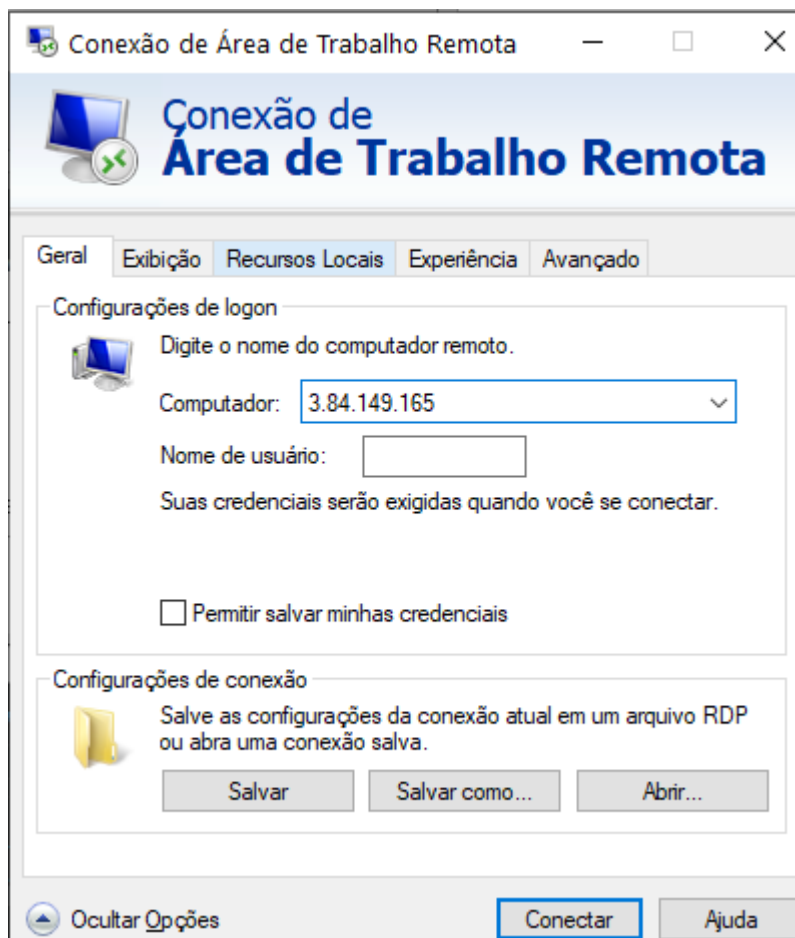 Conexão de Área de Trabalho Remota
Conexão de
Área de Trabalho Remota
Geral Exibição Recursos Locais Experiência Avançado
Configurações de logon
Digite o nome do computador remoto.
Computador: 3.84.149.165
Nome de usuário:
Suas credenciais serão exigidas quando você se conectar.
Permitir salvar minhas credenciais
Configurações de conexão
Salve as configurações da conexão atual em um arquivo RDP
ou abra uma conexão salva.
Salvar Salvar como... Abrir...
Ocultar Opções Conectar Ajuda